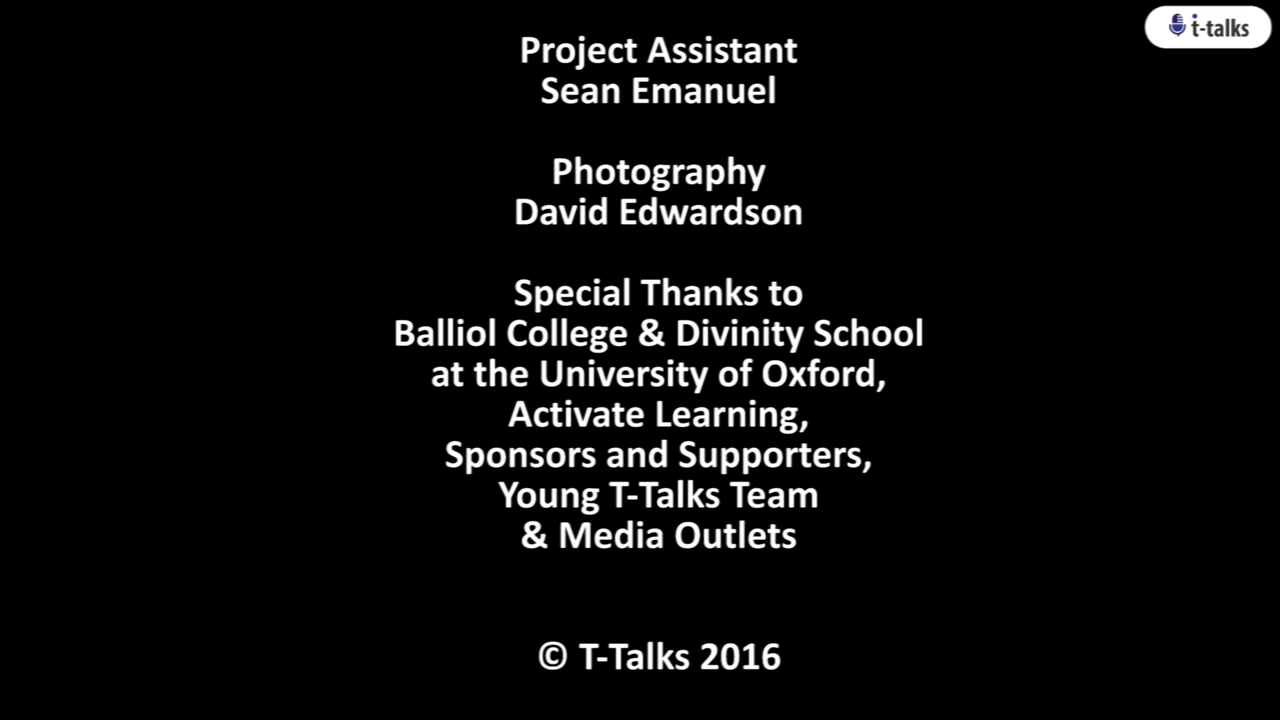 t-talks
Project Assistant
Sean Emanuel
Photography
David Edwardson
Special Thanks to
Balliol College & Divinity School
at the University of Oxford,
Activate Learning,
Sponsors and Supporters,
Young T-Talks Team
& Media Outlets
© T-Talks 2016